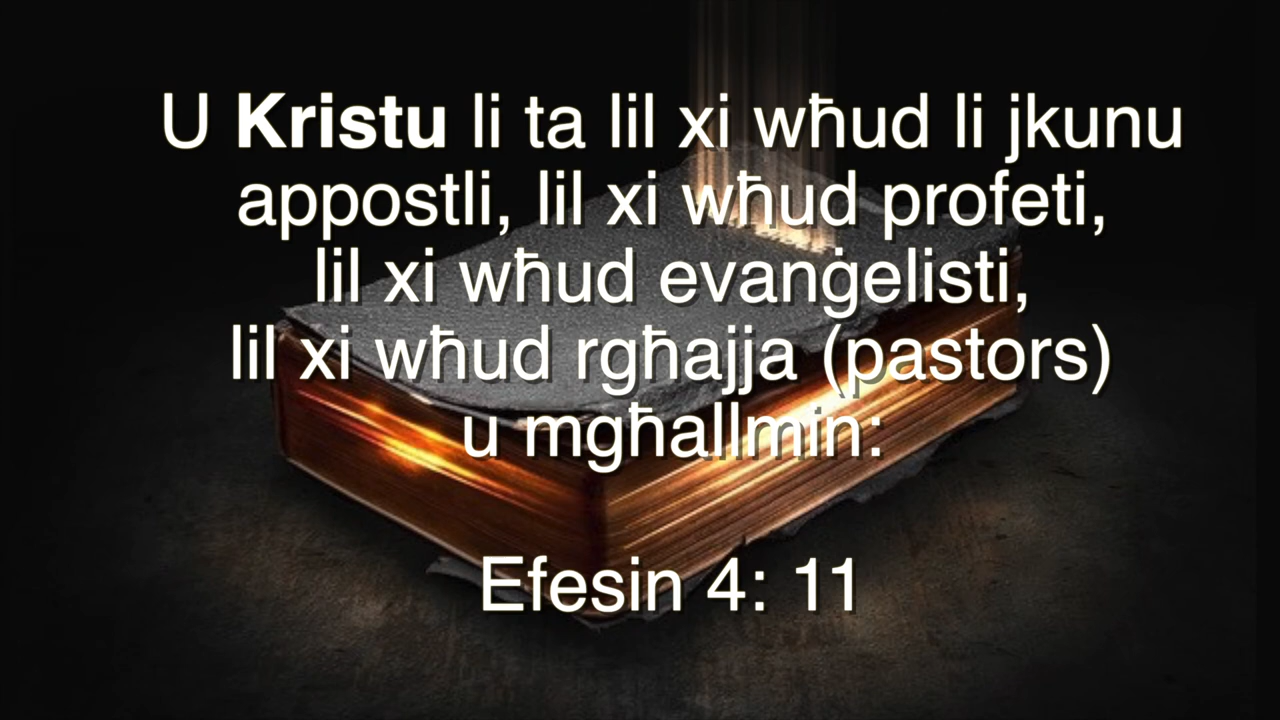 U Kristu li ta lil xi wħud li jkunu
appostli, lil xi wħud profeti,
lil xi wħud evanġelisti,
lil xi wħud rgħajja (pastors)
u mgħallmin:
Efesin 4: 11